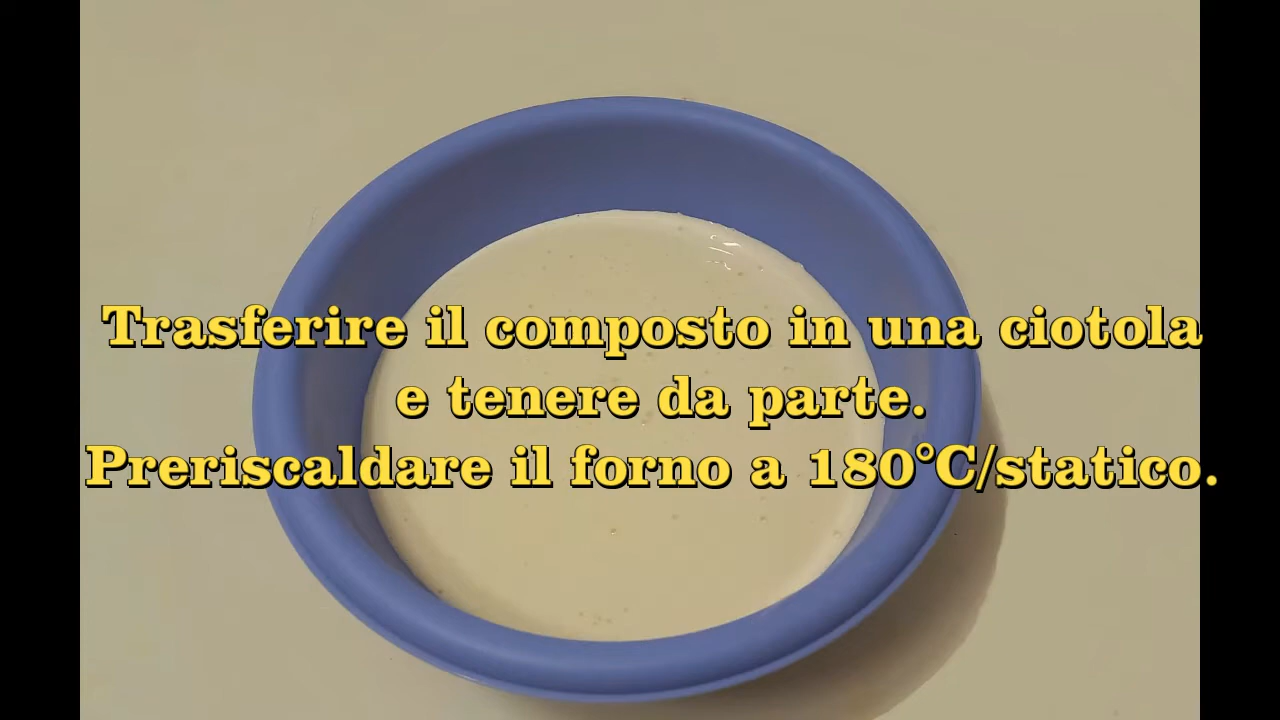 Trasferire il composto in una ciotola
e tenere da parte.
Preriscaldare il forno a 180°C/statico.